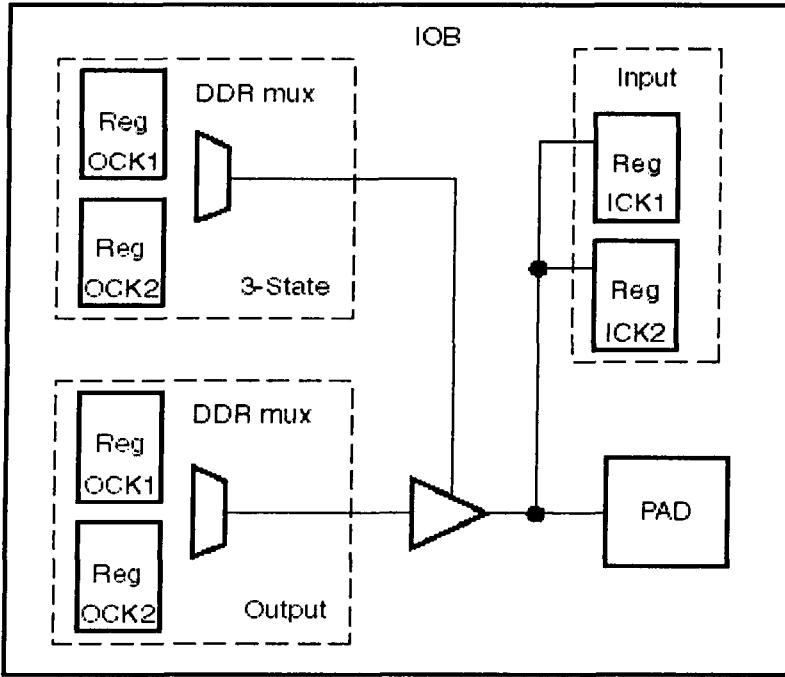 IOB
DDR mux
Reg
OCK1
Reg
OCK2
3-State
Input
Reg
ICK1
Reg
ICK2
DDR mux
Reg
OCK1
Reg
OCK2
Output
PAD